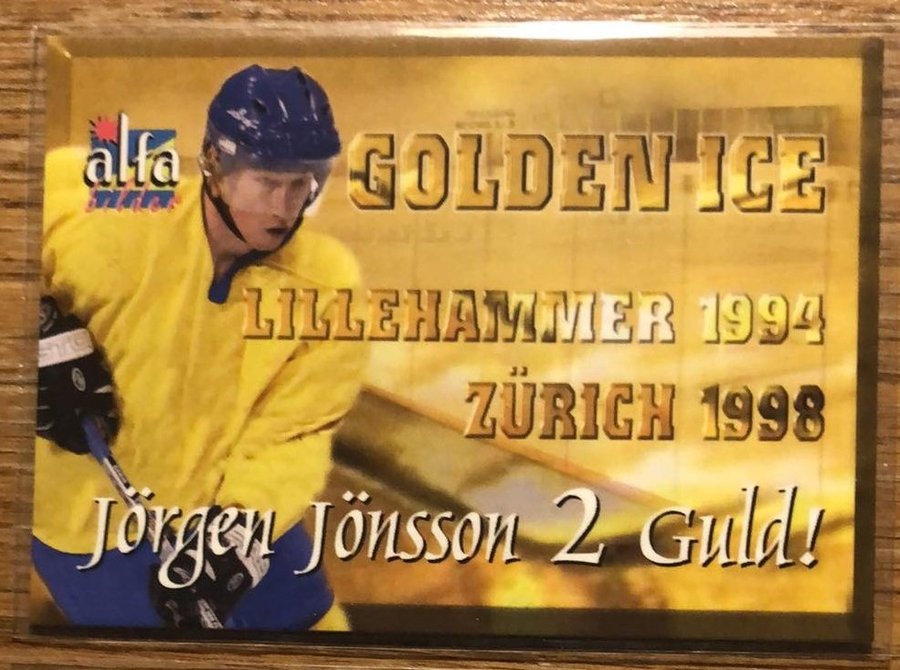 alfa
GOLDEN ICE
LILLEHAMMER 1994
ZÜRICH 1998
Jörgen Jönsson 2 Guld!